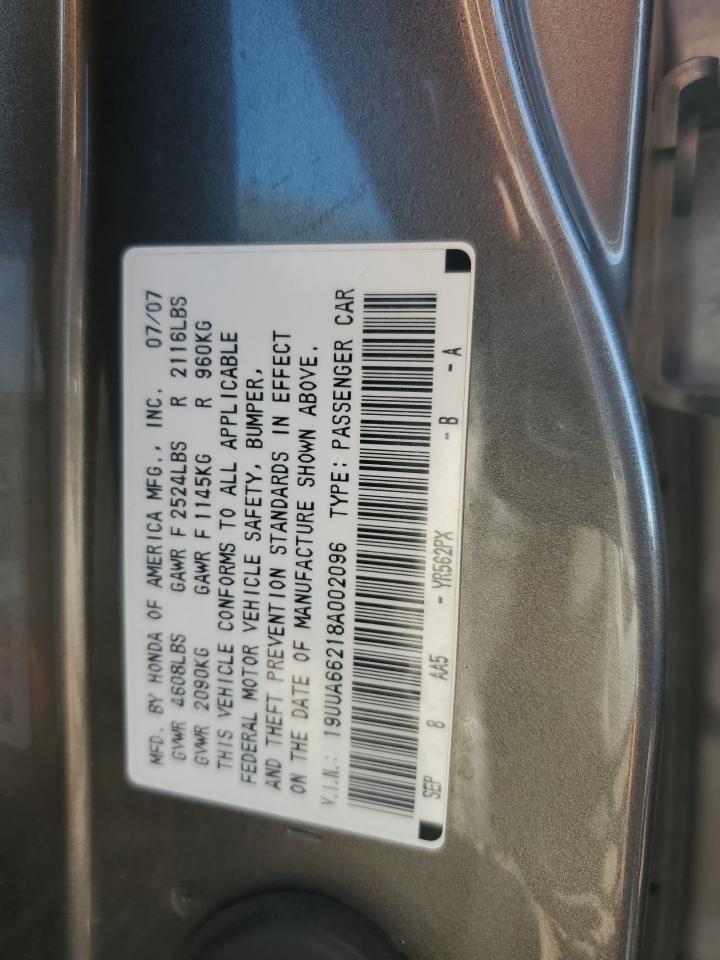 MFD. BY HONDA OF AMERICA MFG., INC. 07/07
GVWR 4608LBS GAWR F 2524LBS R 2116LBS
GVWR 2090KG GAWR F 1145KG R 960KG
THIS VEHICLE CONFORMS TO ALL APPLICABLE
FEDERAL MOTOR VEHICLE SAFETY, BUMPER,
AND THEFT PREVENTION STANDARDS IN EFFECT
ON THE DATE OF MANUFACTURE SHOWN ABOVE.
V.I.N.: 19UUA66218A002096 TYPE: PASSENGER CAR
SEP 8 AA5 - YR562PX - B - A